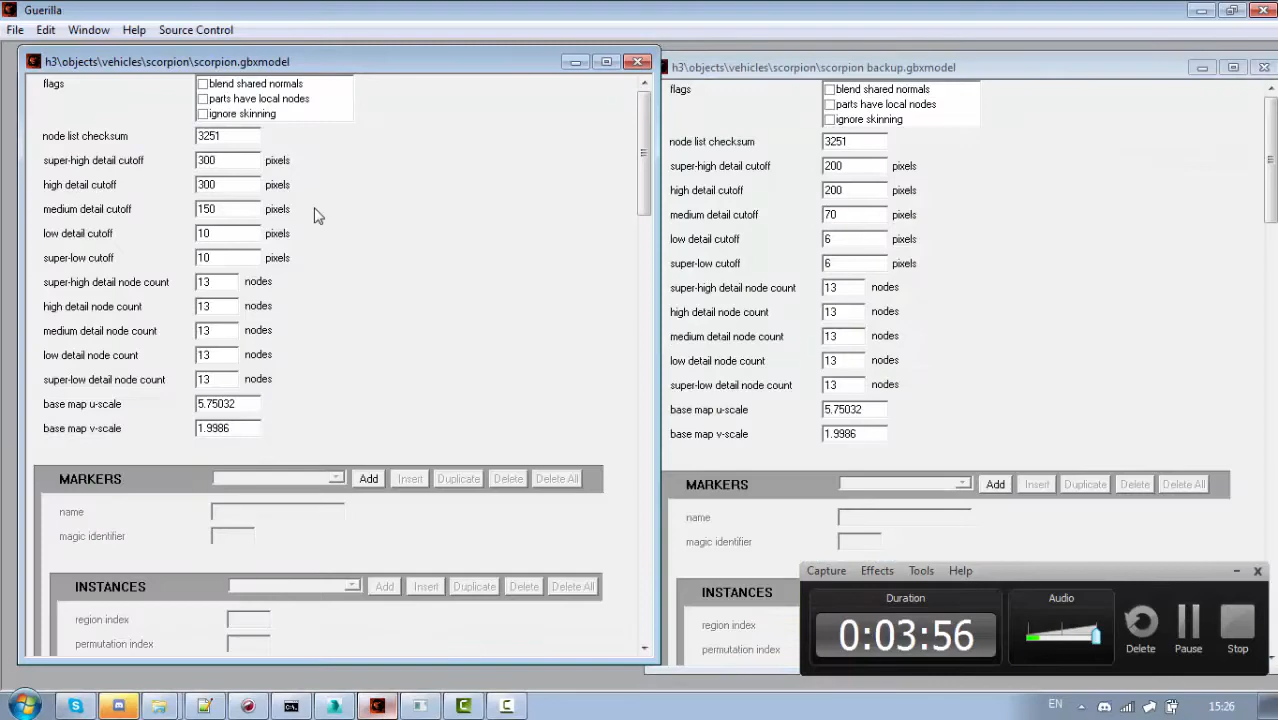 Guerilla
File Edit Window Help Source Control
h3\objects\vehicles\scorpion\scorpion.gbxmodel
flags
blend shared normals
parts have local nodes
ignore skinning
node list checksum 3251
super-high detail cutoff 300 pixels
high detail cutoff 300 pixels
medium detail cutoff 150 pixels
low detail cutoff 10 pixels
super-low cutoff 10 pixels
super-high detail node count 13 nodes
high detail node count 13 nodes
medium detail node count 13 nodes
low detail node count 13 nodes
super-low detail node count 13 nodes
base map u-scale 5.75032
base map v-scale 1.9986
MARKERS Add Insert Duplicate Delete Delete All
name
magic identifier
INSTANCES Add Insert Duplicate Delete Delete All
region index
permutation index
h3\objects\vehicles\scorpion\scorpion backup.gbxmodel
flags
blend shared normals
parts have local nodes
ignore skinning
node list checksum 3251
super-high detail cutoff 200 pixels
high detail cutoff 200 pixels
medium detail cutoff 70 pixels
low detail cutoff 6 pixels
super-low cutoff 6 pixels
super-high detail node count 13 nodes
high detail node count 13 nodes
medium detail node count 13 nodes
low detail node count 13 nodes
super-low detail node count 13 nodes
base map u-scale 5.75032
base map v-scale 1.9986
MARKERS Add Insert Duplicate Delete Delete All
name
magic identifier
INSTANCES
region index
permutation index
Capture Effects Tools Help
Duration
0:03:56
Audio
Delete Pause Stop
EN 15:26